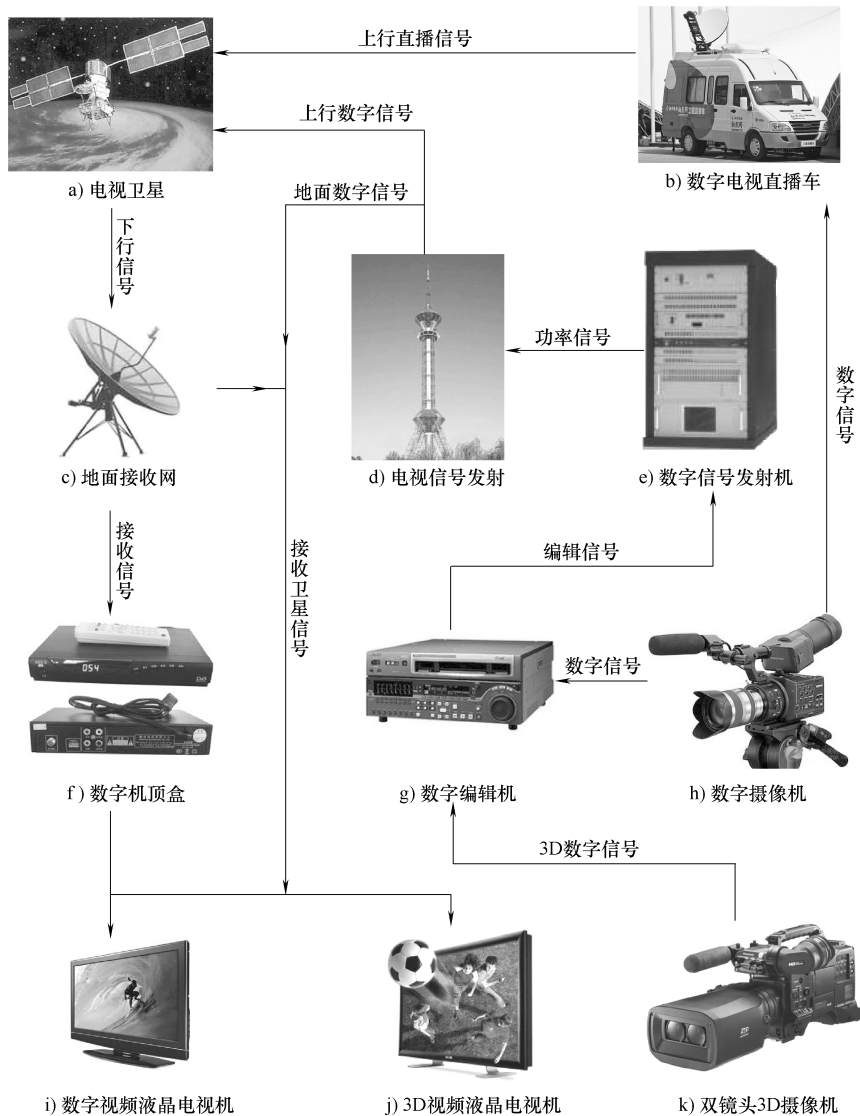 上行直播信号
上行数字信号
a) 电视卫星
b) 数字电视直播车
地面数字信号
下行信号
功率信号
数字信号
c) 地面接收网
d) 电视信号发射
e) 数字信号发射机
接收信号
接收卫星信号
编辑信号
数字信号
054
f) 数字机顶盒
g) 数字编辑机
h) 数字摄像机
3D数字信号
i) 数字视频液晶电视机
j) 3D视频液晶电视机
k) 双镜头3D摄像机